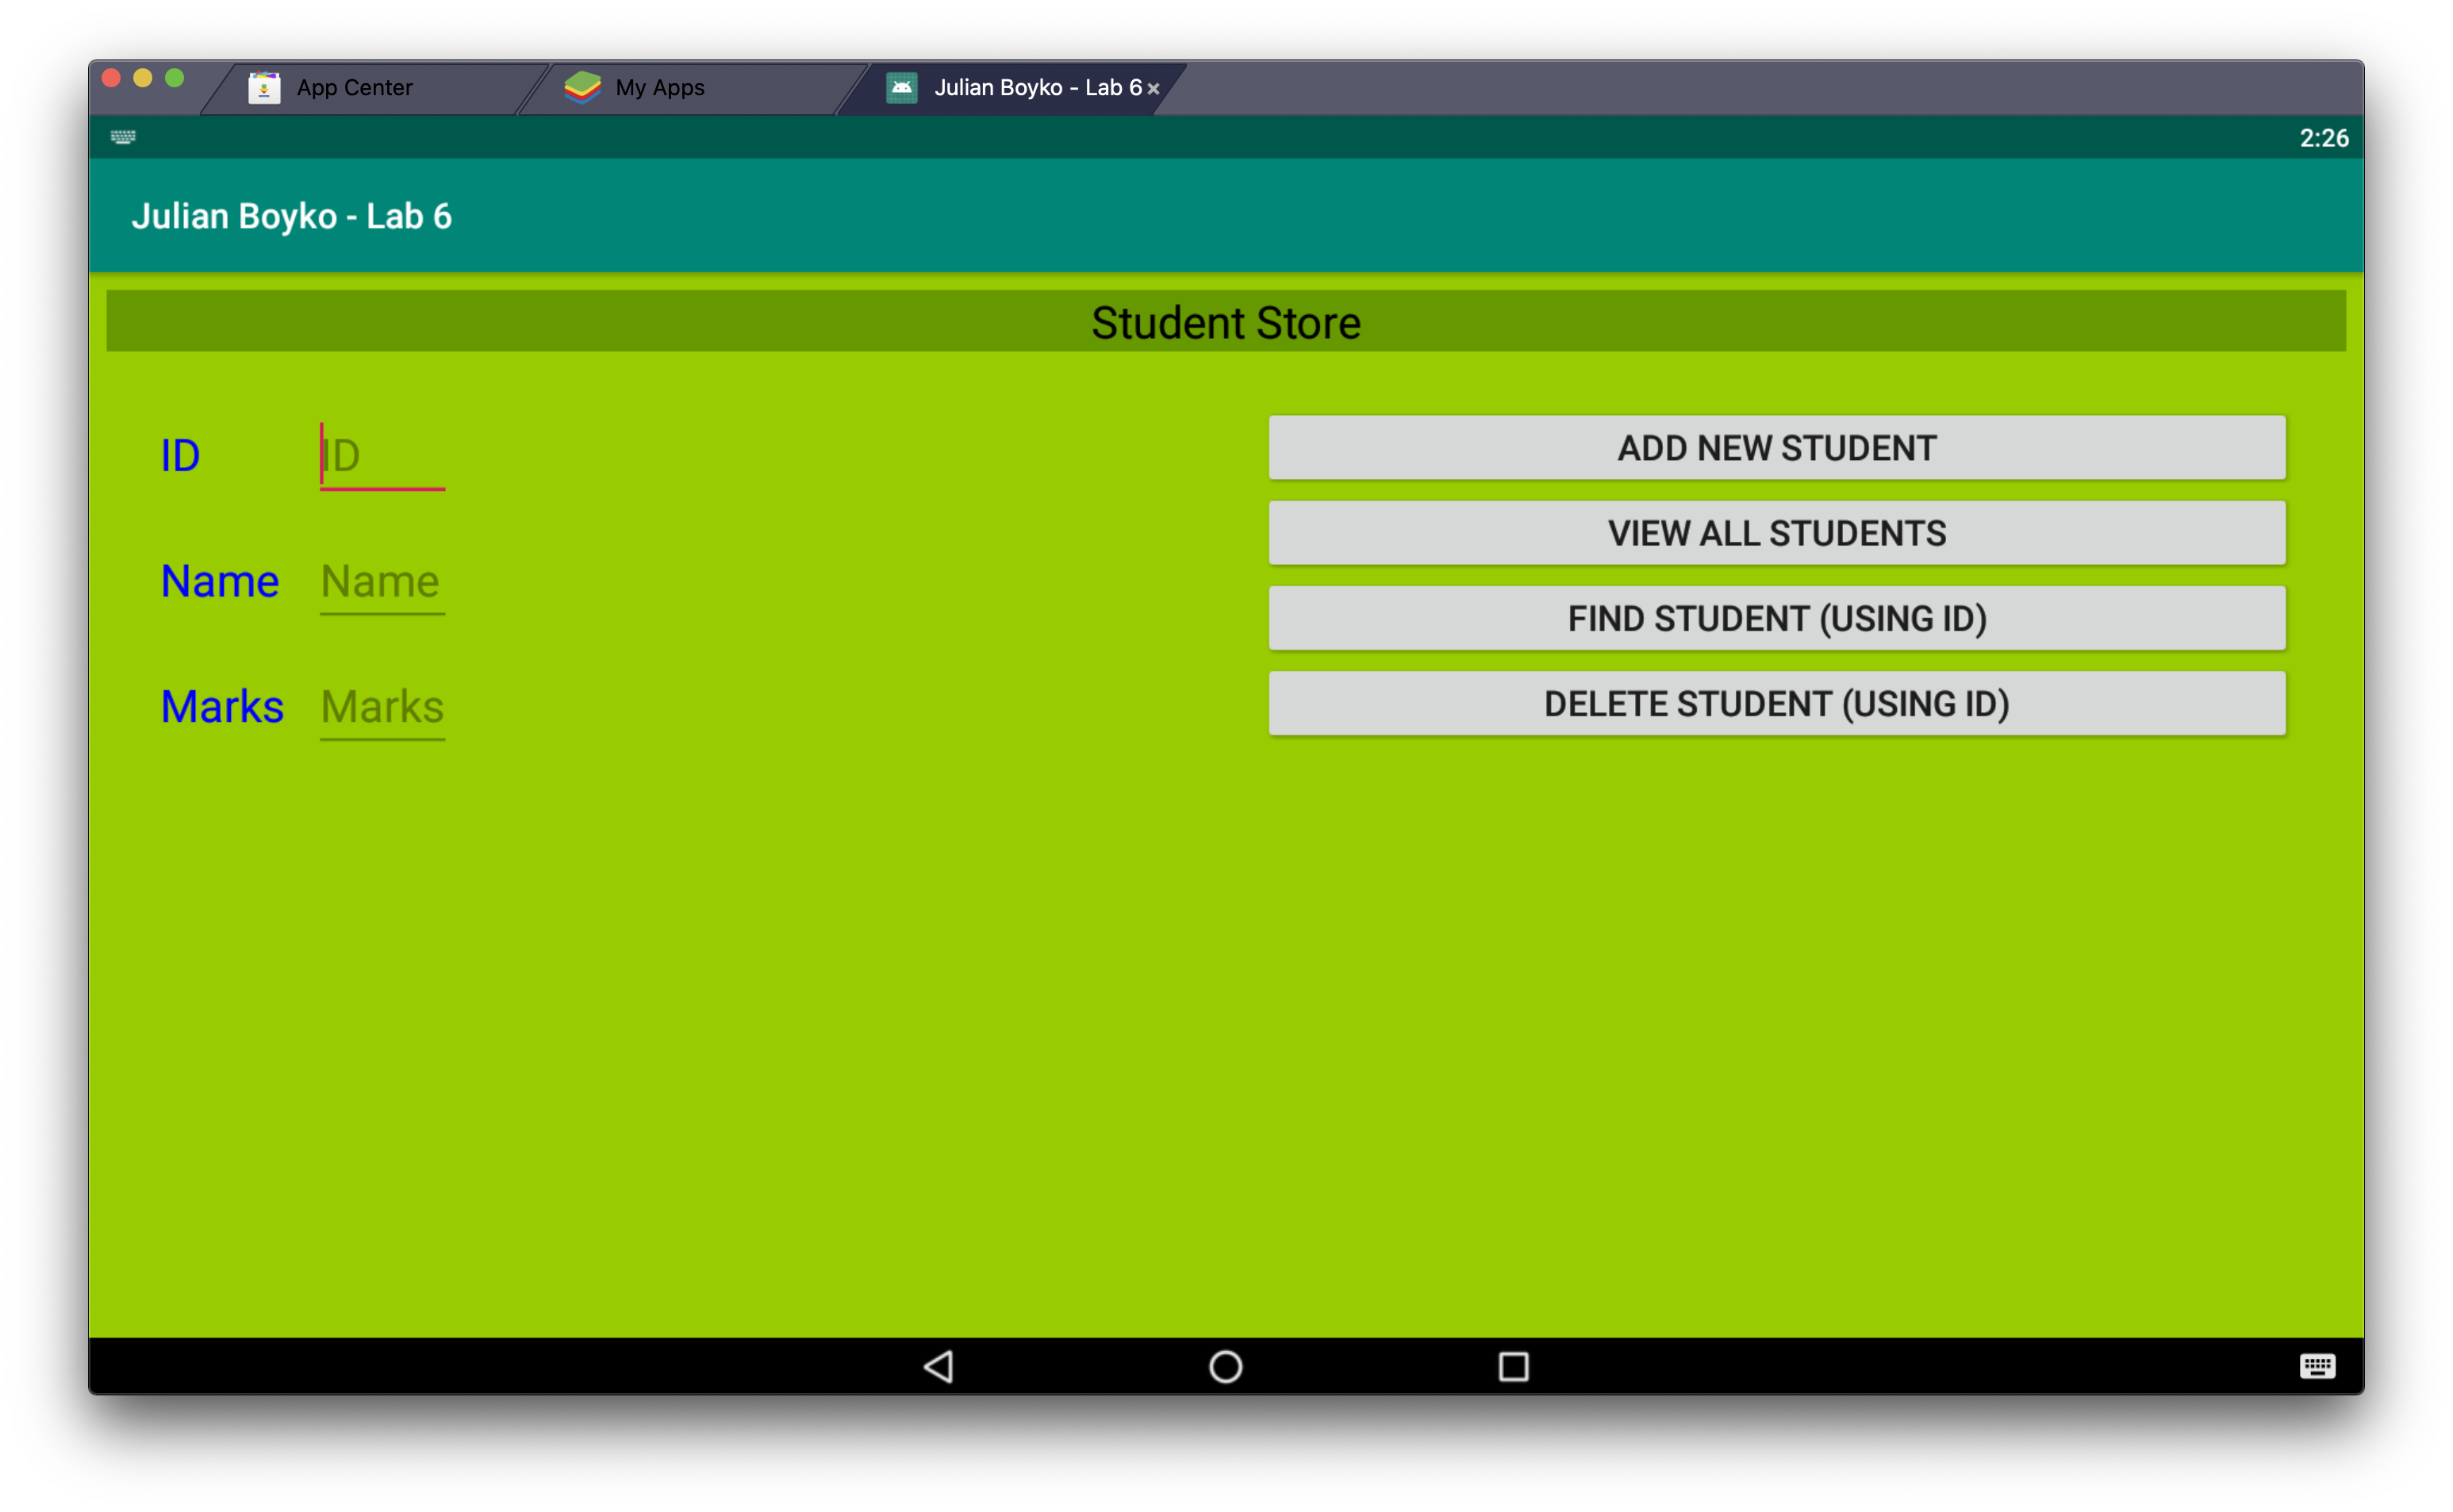 App Center
My Apps
Julian Boyko - Lab 6
2:26
Julian Boyko - Lab 6
Student Store
ID
ID
Name
Name
Marks
Marks
ADD NEW STUDENT
VIEW ALL STUDENTS
FIND STUDENT (USING ID)
DELETE STUDENT (USING ID)